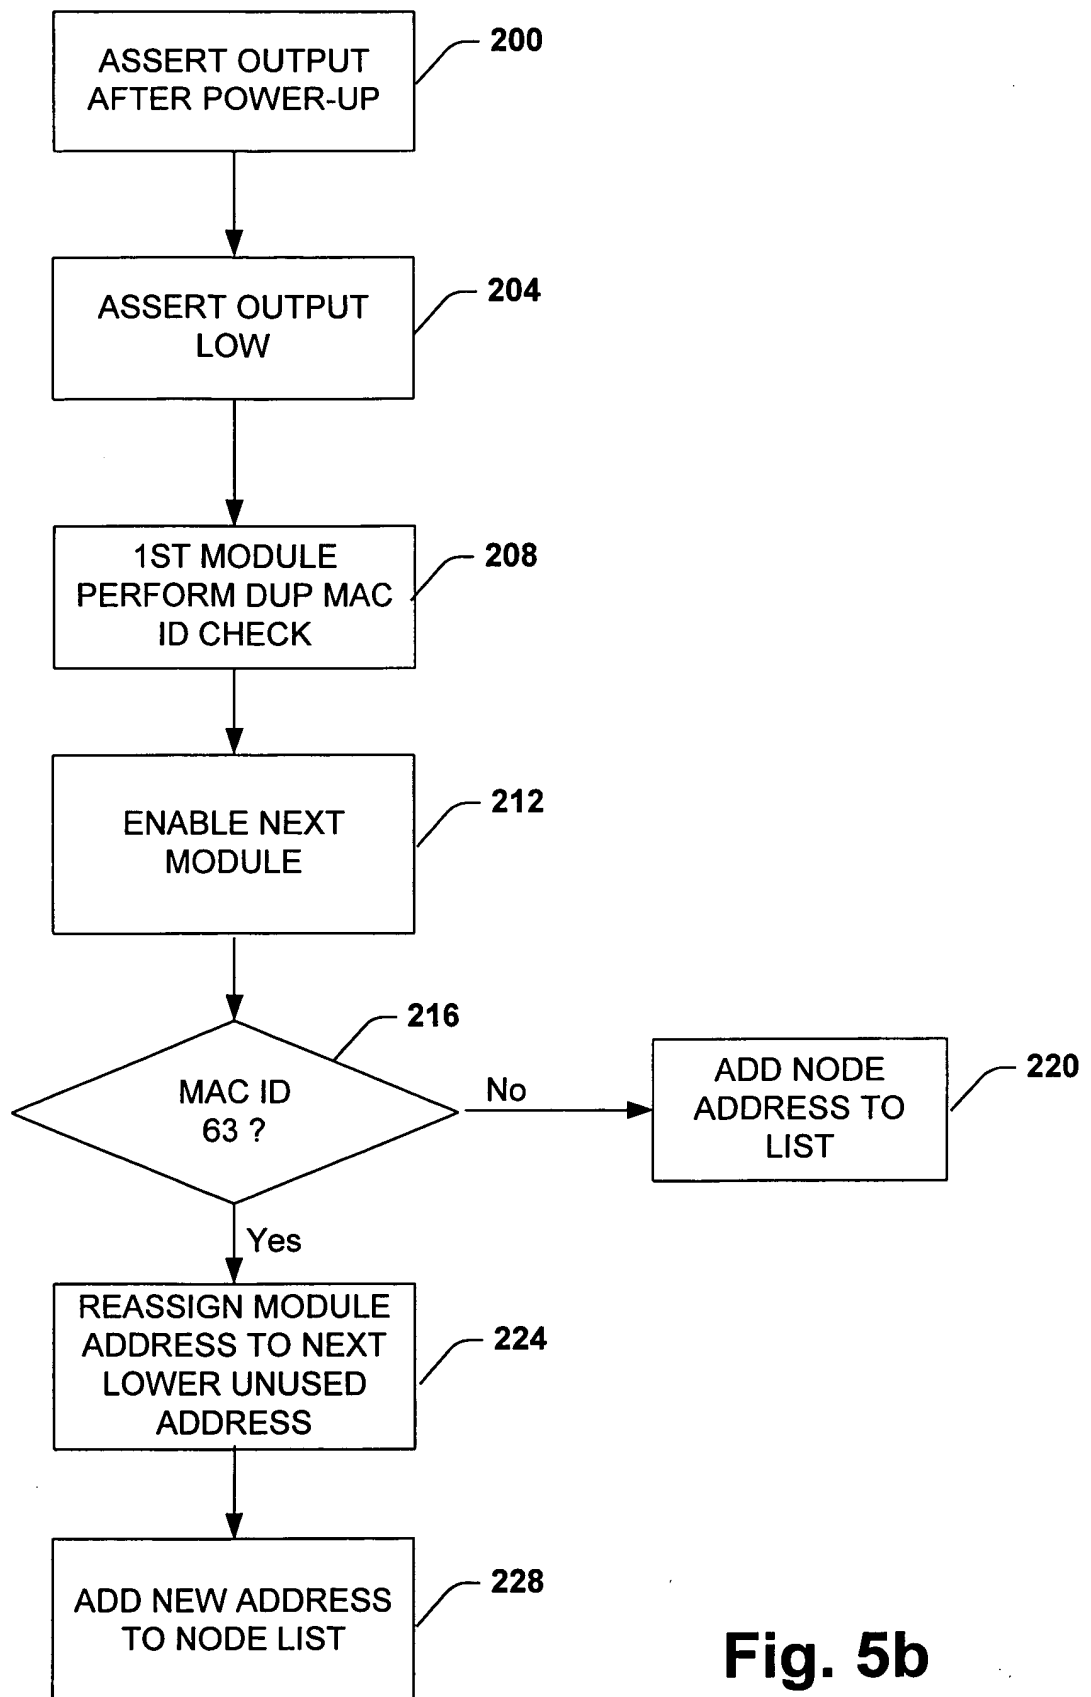 ASSERT OUTPUT
AFTER POWER-UP
200
ASSERT OUTPUT
LOW
204
1ST MODULE
PERFORM DUP MAC
ID CHECK
208
ENABLE NEXT
MODULE
212
MAC ID
63 ?
216
No
ADD NODE
ADDRESS TO
LIST
220
Yes
REASSIGN MODULE
ADDRESS TO NEXT
LOWER UNUSED
ADDRESS
224
ADD NEW ADDRESS
TO NODE LIST
228
Fig. 5b